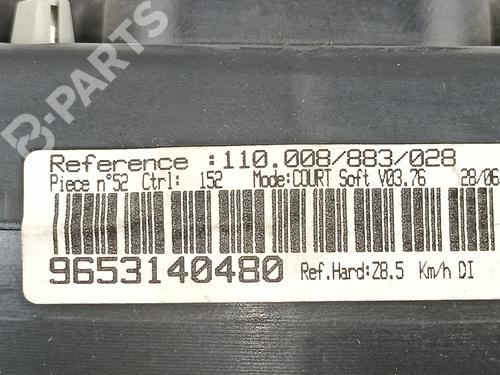 B-PARTS
Reference :110.008/883/028
Piece n°52 Ctrl: 152 Mode:COURT Soft V03.76 28/06
9653140480 Ref.Hard:Z8.5 Km/h DI